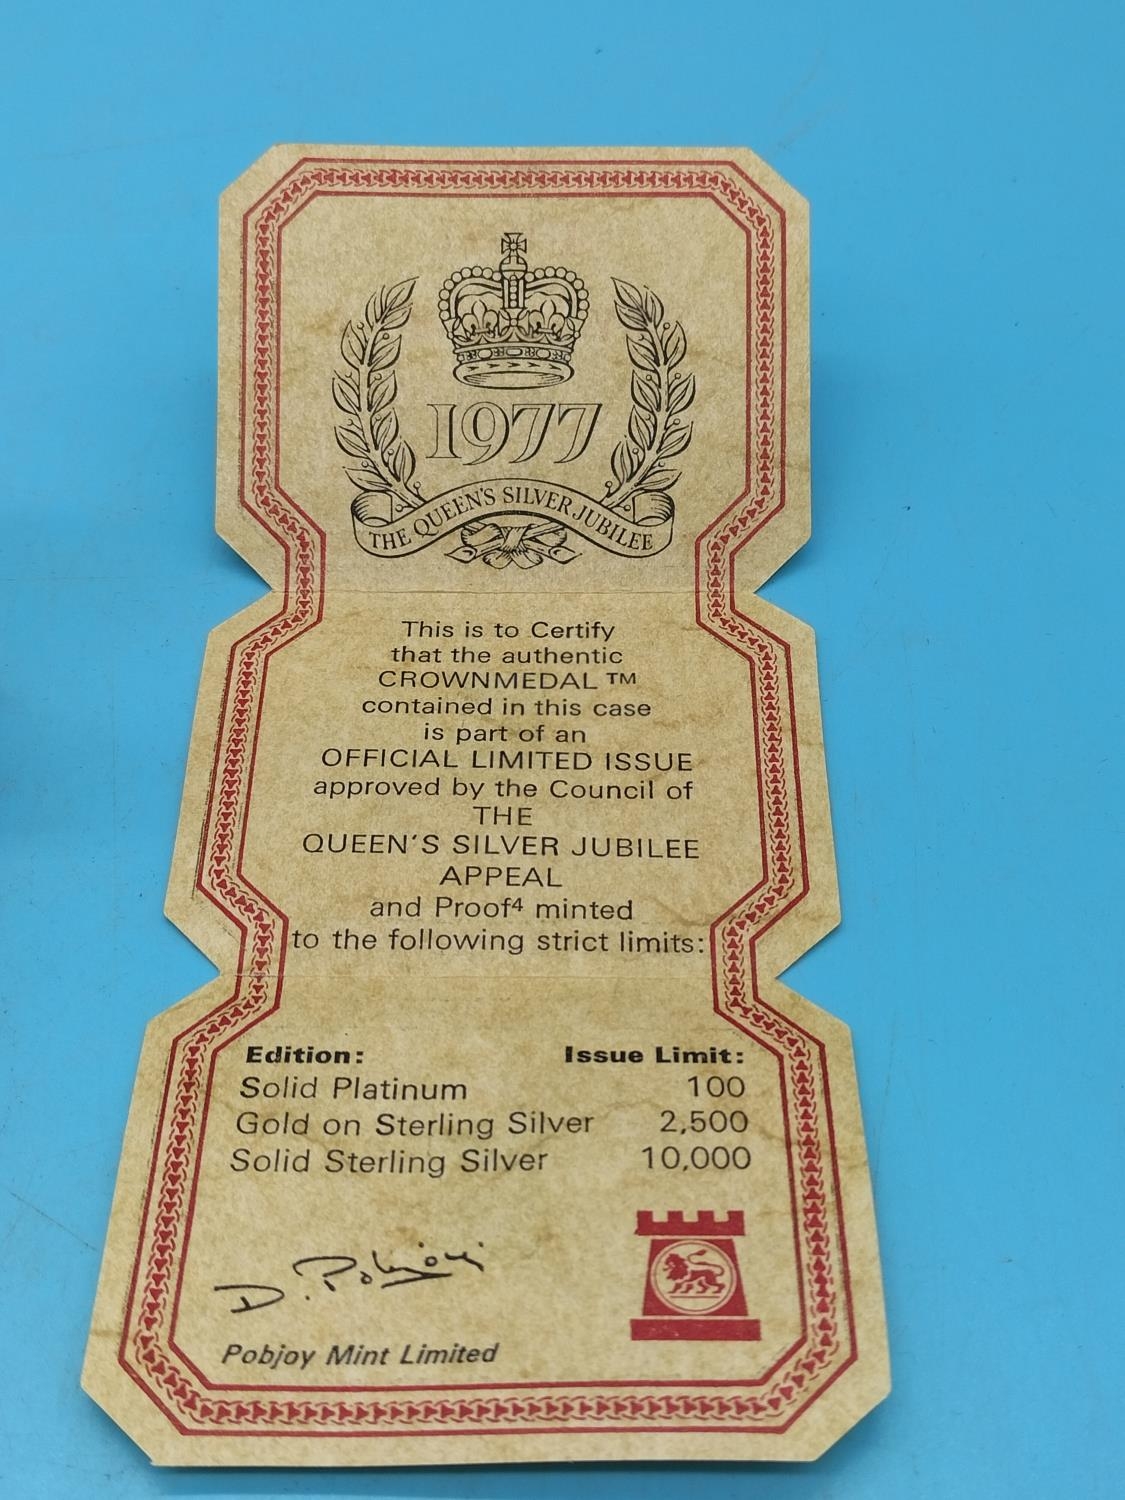 1977
THE QUEEN'S SILVER JUBILEE
This is to Certify
that the authentic
CROWNMEDAL™
contained in this case
is part of an
OFFICIAL LIMITED ISSUE
approved by the Council of
THE
QUEEN'S SILVER JUBILEE
APPEAL
and Proof⁴ minted
to the following strict limits:
Edition: Issue Limit:
Solid Platinum 100
Gold on Sterling Silver 2,500
Solid Sterling Silver 10,000
D. Pobjoy
Pobjoy Mint Limited